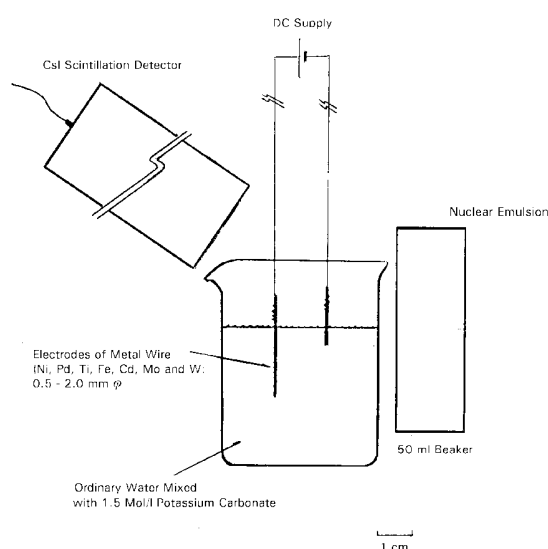 DC Supply
CsI Scintillation Detector
Nuclear Emulsion
Electrodes of Metal Wire
(Ni, Pd, Ti, Fe, Cd, Mo and W:
0.5 - 2.0 mm φ
50 ml Beaker
Ordinary Water Mixed
with 1.5 Mol/l Potassium Carbonate
1 cm